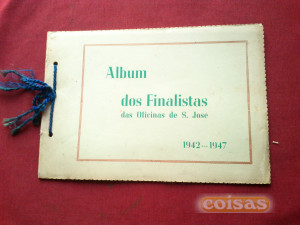 Album
dos Finalistas
das Oficinas de S. José
1942-1947
coisas